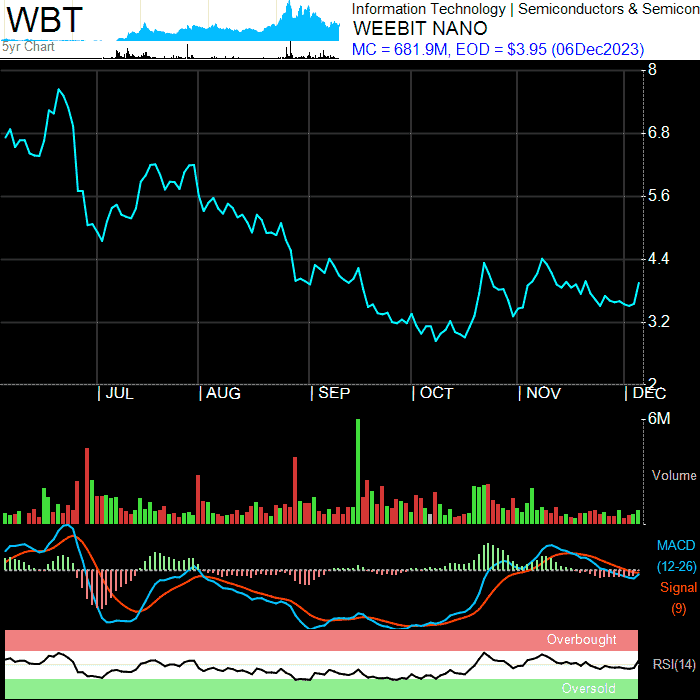 WBT
Information Technology | Semiconductors & Semicon
WEEBIT NANO
5yr Chart
MC = 681.9M, EOD = $3.95 (06Dec2023)
8
6.8
5.6
4.4
3.2
2
| JUL | AUG | SEP | OCT | NOV | DEC
6M
Volume
MACD
(12-26)
Signal
(9)
Overbought
RSI(14)
Oversold